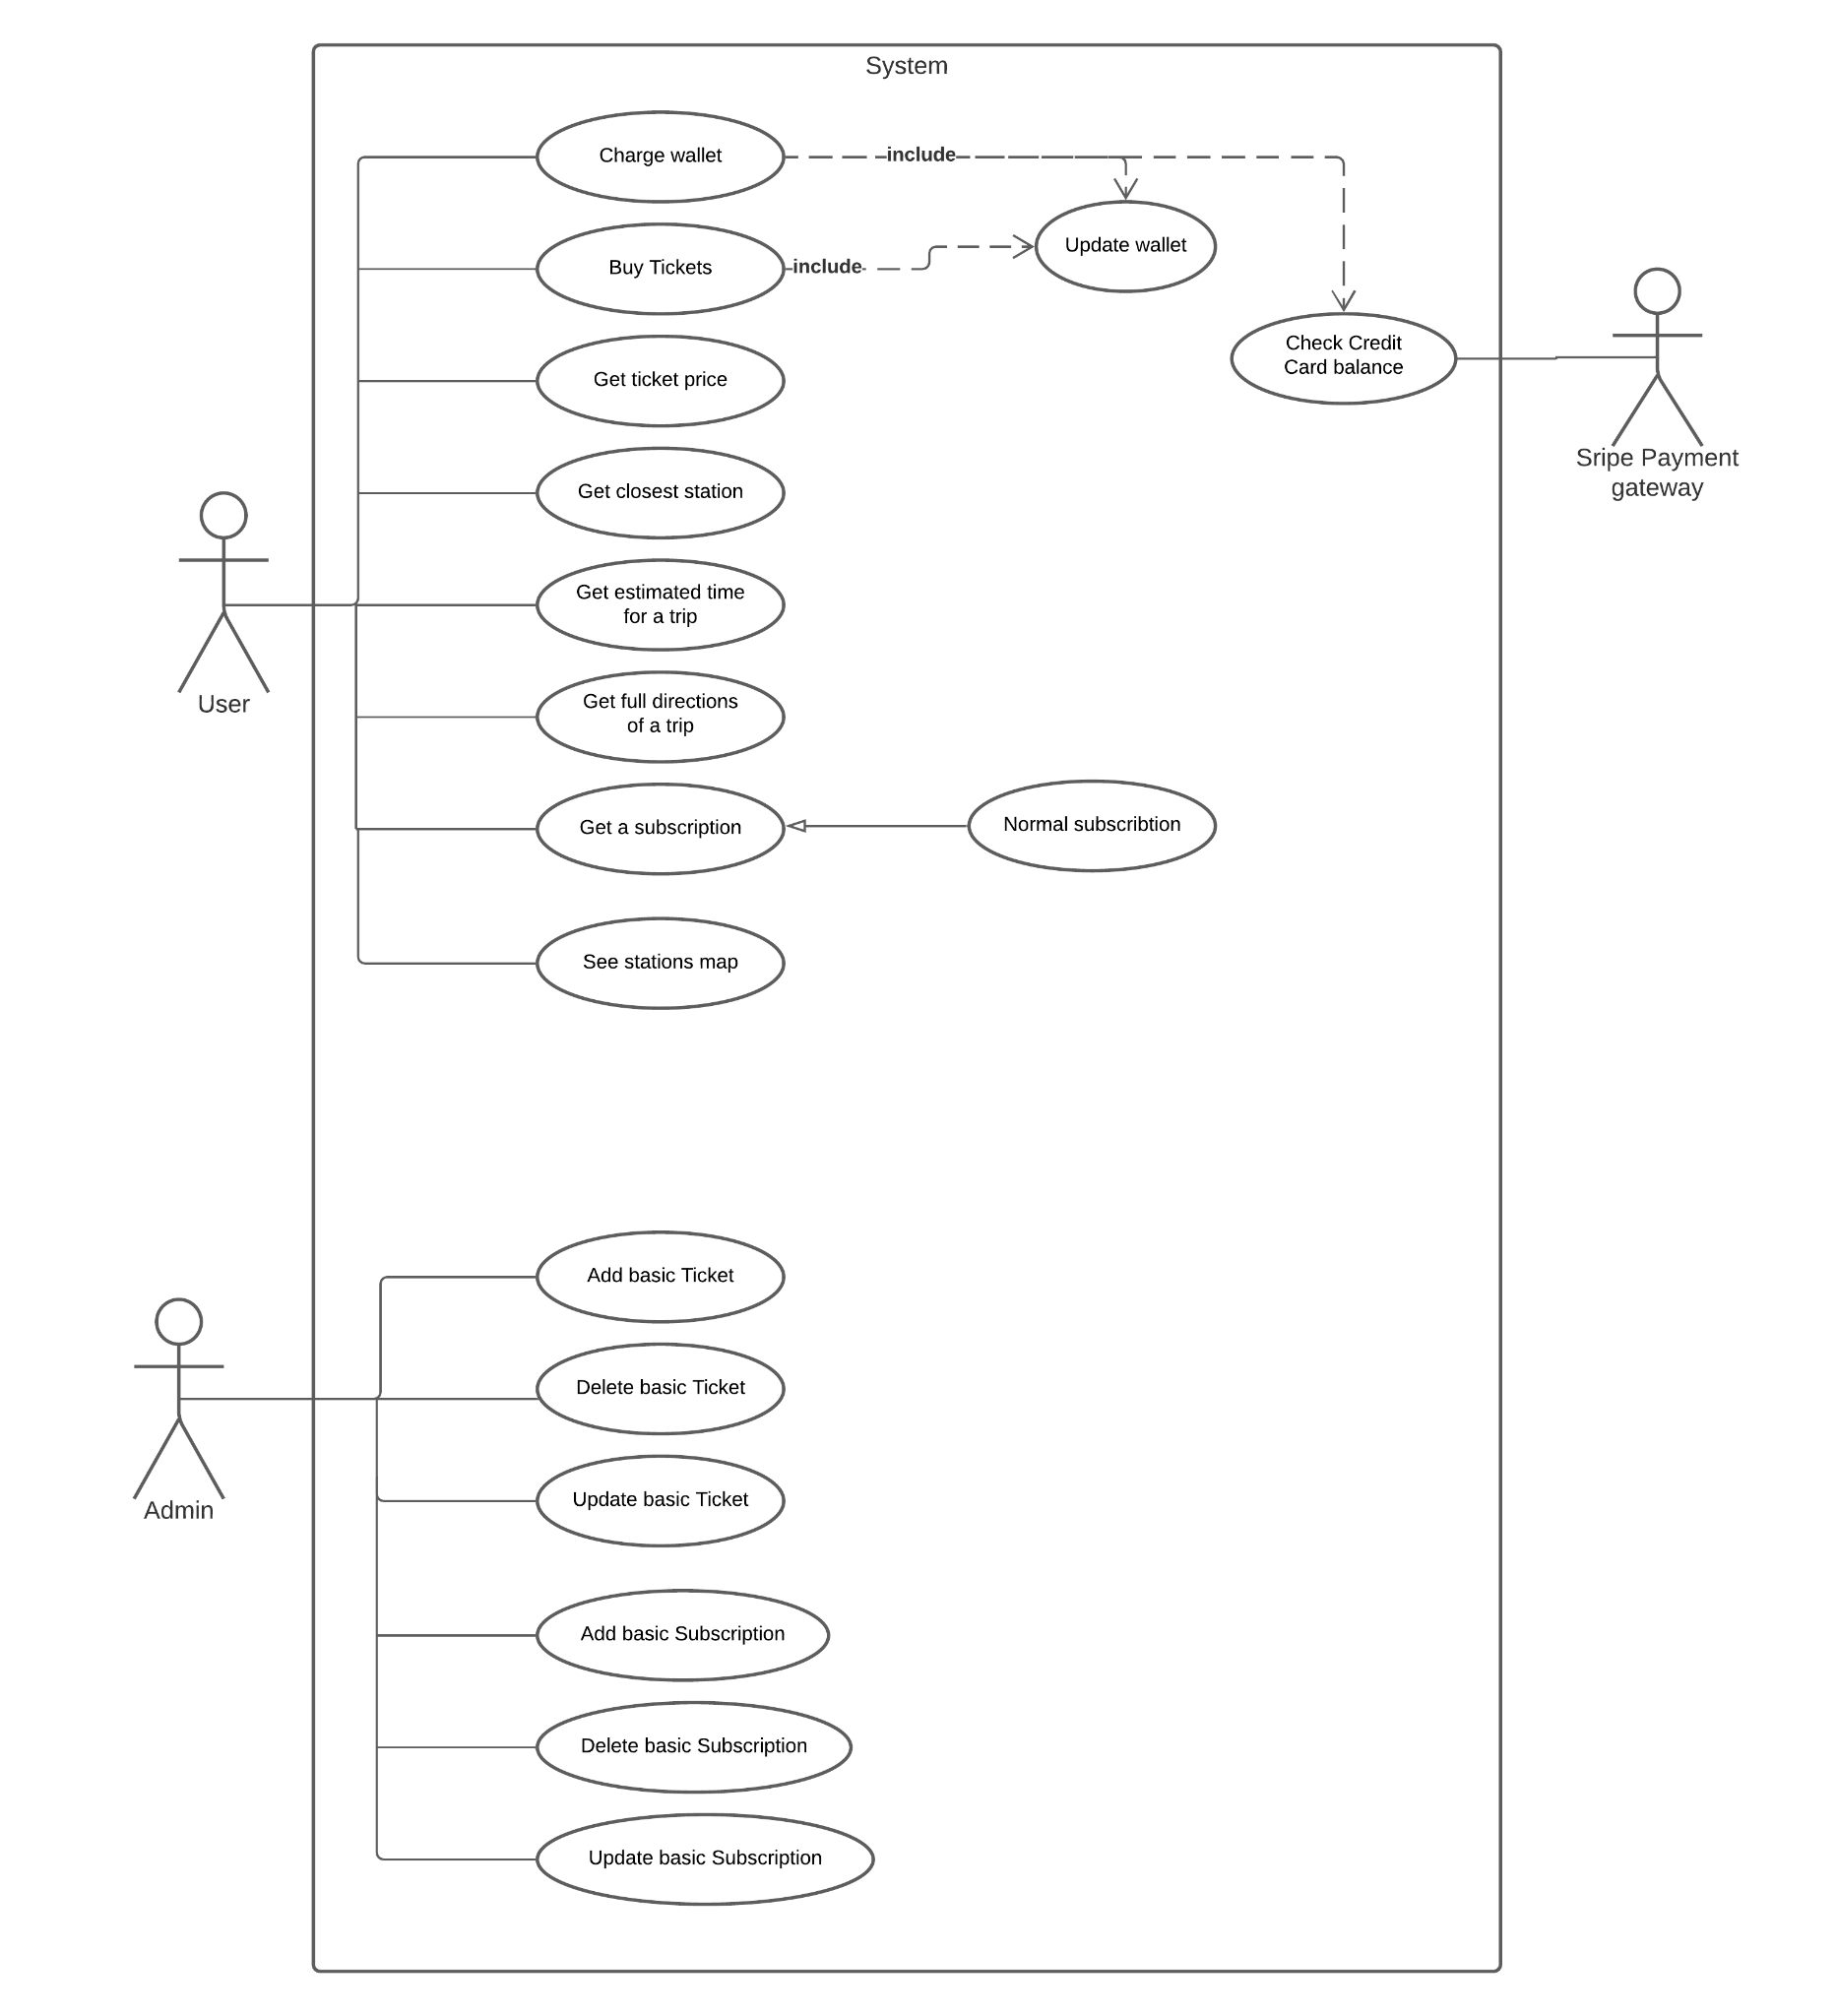 System
Charge wallet
include
Update wallet
Buy Tickets
include
Get ticket price
Check Credit
Card balance
Sripe Payment
gateway
Get closest station
Get estimated time
for a trip
User
Get full directions
of a trip
Get a subscription
Normal subscribtion
See stations map
Add basic Ticket
Delete basic Ticket
Update basic Ticket
Admin
Add basic Subscription
Delete basic Subscription
Update basic Subscription